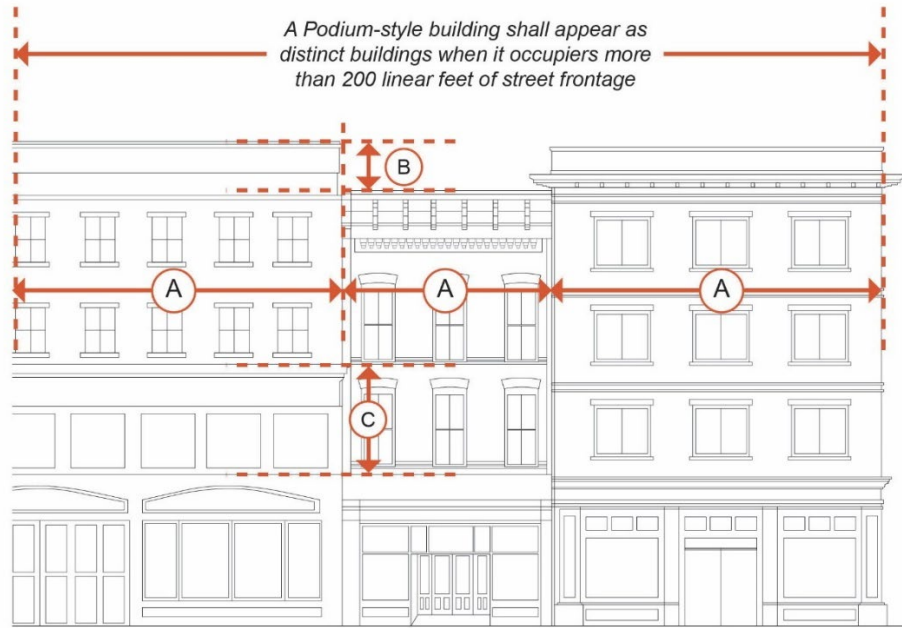 A Podium-style building shall appear as
distinct buildings when it occupiers more
than 200 linear feet of street frontage
B
A
A
A
C